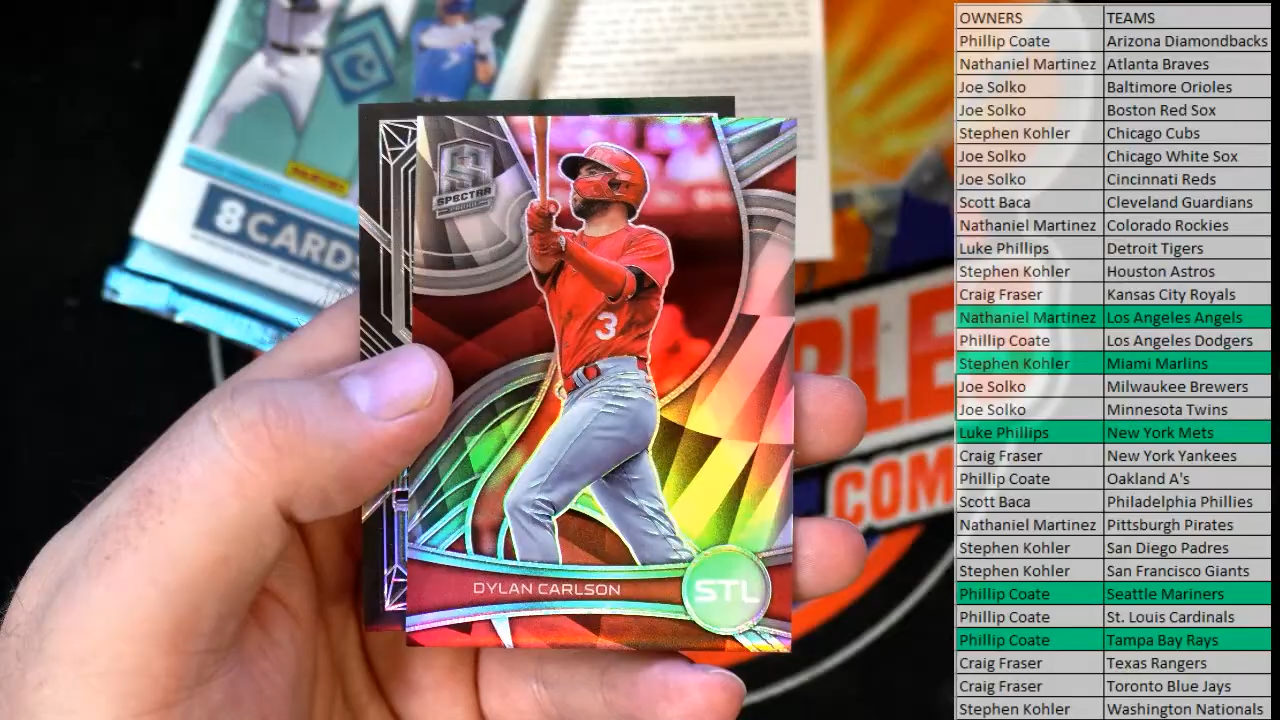 8 CARDS
PANINI
S
SPECTRA
3
DYLAN CARLSON
STL
PLE
COM
OWNERS TEAMS
Phillip Coate Arizona Diamondbacks
Nathaniel Martinez Atlanta Braves
Joe Solko Baltimore Orioles
Joe Solko Boston Red Sox
Stephen Kohler Chicago Cubs
Joe Solko Chicago White Sox
Joe Solko Cincinnati Reds
Scott Baca Cleveland Guardians
Nathaniel Martinez Colorado Rockies
Luke Phillips Detroit Tigers
Stephen Kohler Houston Astros
Craig Fraser Kansas City Royals
Nathaniel Martinez Los Angeles Angels
Phillip Coate Los Angeles Dodgers
Stephen Kohler Miami Marlins
Joe Solko Milwaukee Brewers
Joe Solko Minnesota Twins
Luke Phillips New York Mets
Craig Fraser New York Yankees
Phillip Coate Oakland A's
Scott Baca Philadelphia Phillies
Nathaniel Martinez Pittsburgh Pirates
Stephen Kohler San Diego Padres
Stephen Kohler San Francisco Giants
Phillip Coate Seattle Mariners
Phillip Coate St. Louis Cardinals
Phillip Coate Tampa Bay Rays
Craig Fraser Texas Rangers
Craig Fraser Toronto Blue Jays
Stephen Kohler Washington Nationals